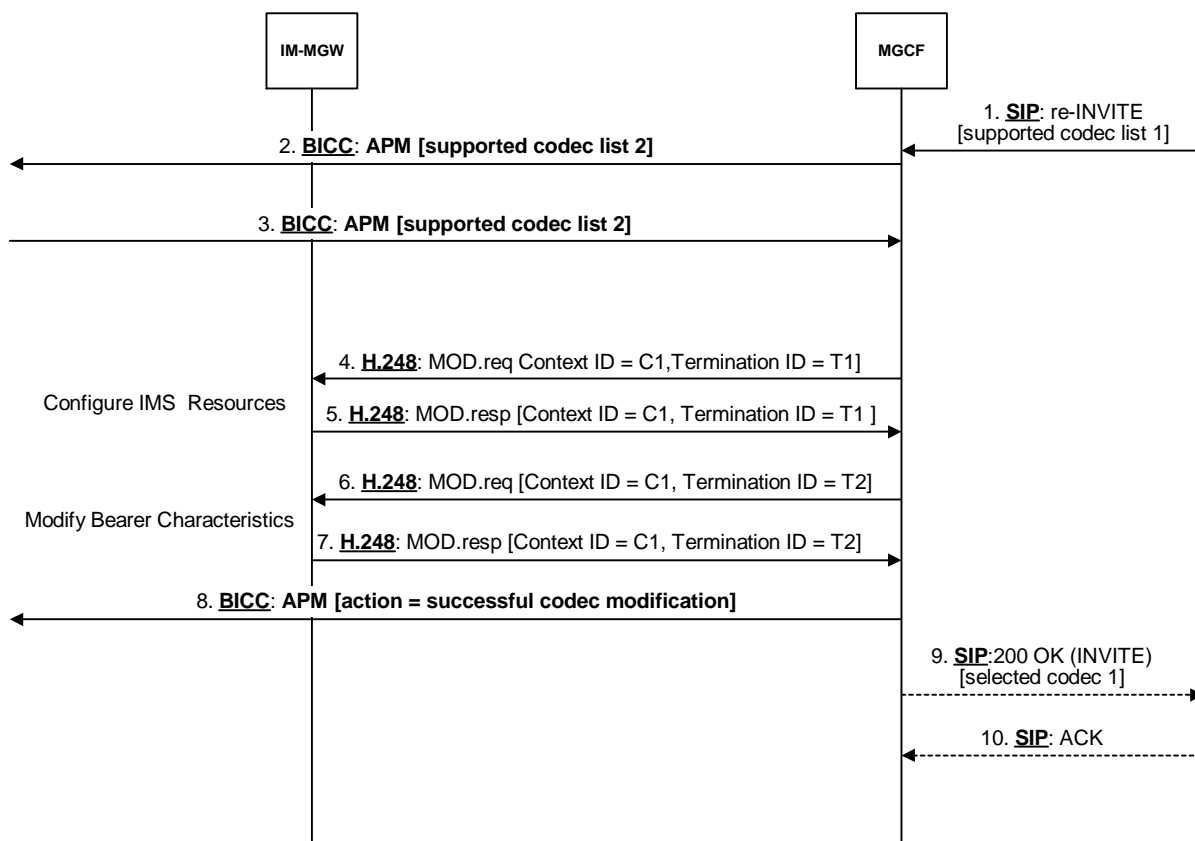 IM-MGW
MGCF
1. SIP: re-INVITE
[supported codec list 1]
2. BICC: APM [supported codec list 2]
3. BICC: APM [supported codec list 2]
4. H.248: MOD.req Context ID = C1,Termination ID = T1]
Configure IMS Resources
5. H.248: MOD.resp [Context ID = C1, Termination ID = T1 ]
6. H.248: MOD.req [Context ID = C1, Termination ID = T2]
Modify Bearer Characteristics
7. H.248: MOD.resp [Context ID = C1, Termination ID = T2]
8. BICC: APM [action = successful codec modification]
9. SIP:200 OK (INVITE)
[selected codec 1]
10. SIP: ACK